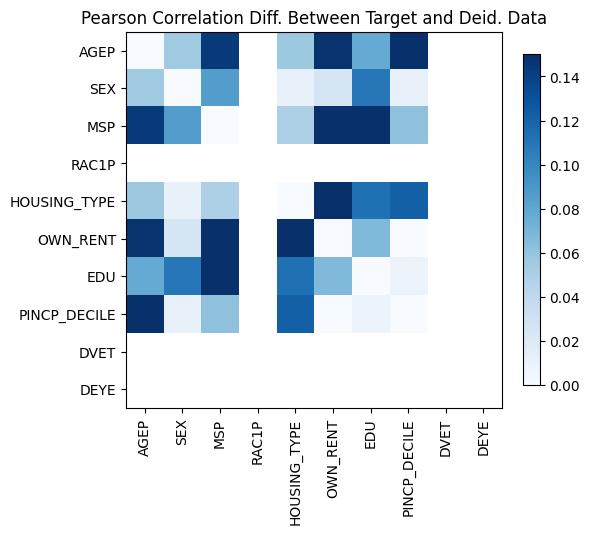 Pearson Correlation Diff. Between Target and Deid. Data
AGEP
SEX
MSP
RAC1P
HOUSING_TYPE
OWN_RENT
EDU
PINCP_DECILE
DVET
DEYE
0.14
0.12
0.10
0.08
0.06
0.04
0.02
0.00
AGEP
SEX
MSP
RAC1P
HOUSING_TYPE
OWN_RENT
EDU
PINCP_DECILE
DVET
DEYE